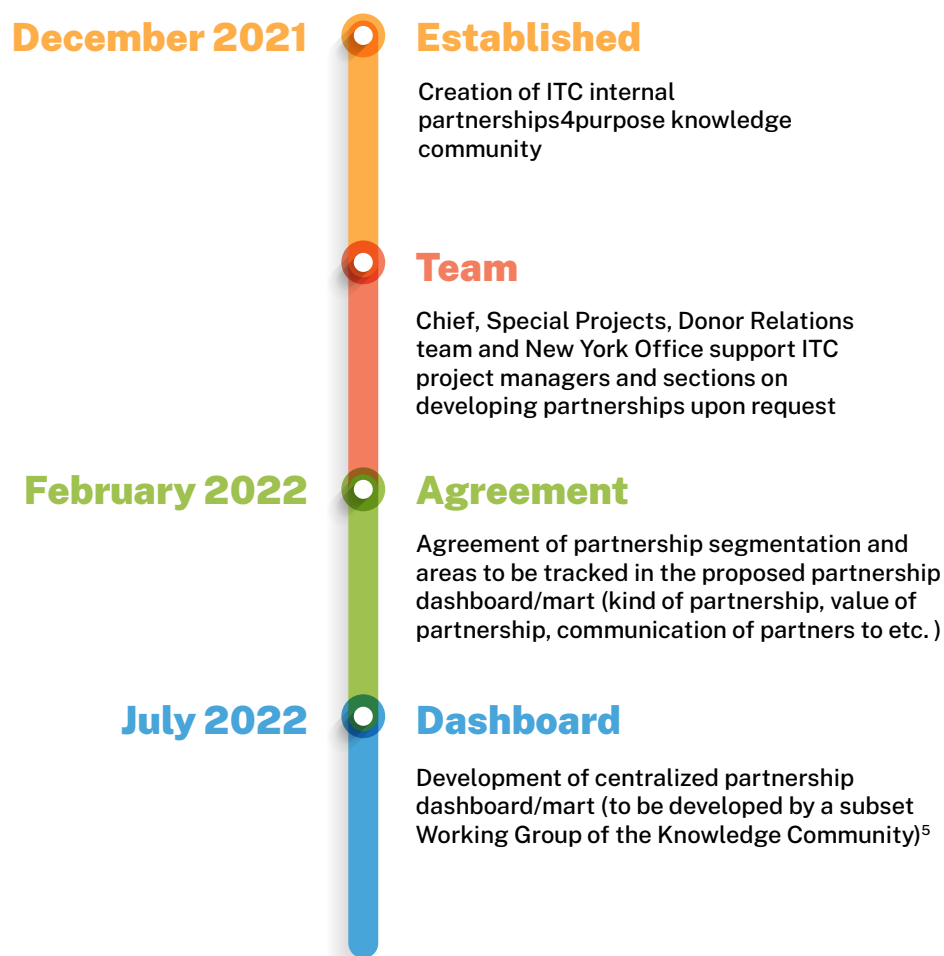 December 2021
Established
Creation of ITC internal
partnerships4purpose knowledge
community
Team
Chief, Special Projects, Donor Relations
team and New York Office support ITC
project managers and sections on
developing partnerships upon request
February 2022
Agreement
Agreement of partnership segmentation and
areas to be tracked in the proposed partnership
dashboard/mart (kind of partnership, value of
partnership, communication of partners to etc. )
July 2022
Dashboard
Development of centralized partnership
dashboard/mart (to be developed by a subset
Working Group of the Knowledge Community)⁵